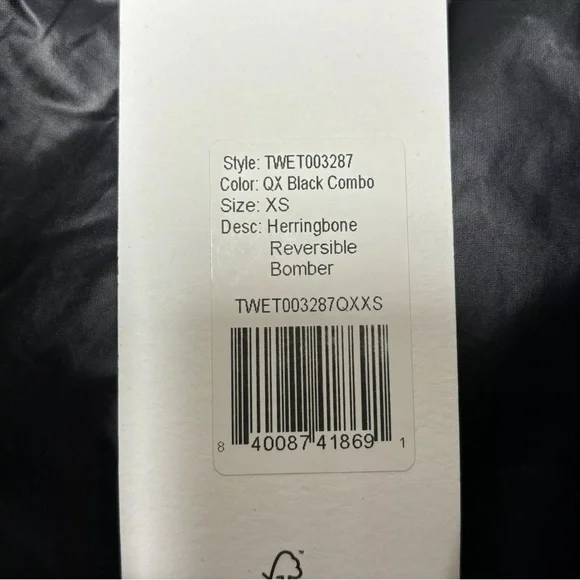 Style: TWET003287
Color: QX Black Combo
Size: XS
Desc: Herringbone
Reversible
Bomber
TWET003287QXXS
8 40087 41869 1